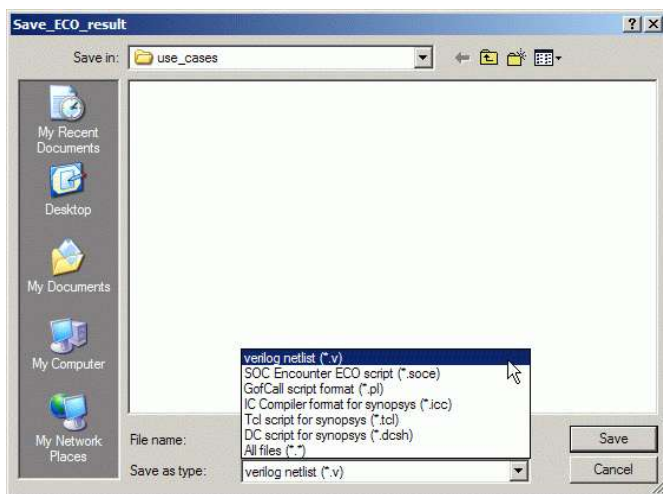 Save_ECO_result
Save in:
use_cases
My Recent
Documents
Desktop
My Documents
My Computer
My Network
Places
verilog netlist (*.v)
SOC Encounter ECO script (*.soce)
GofCall script format (*.pl)
IC Compiler format for synopsys (*.icc)
Tcl script for synopsys (*.tcl)
DC script for synopsys (*.dcsh)
All files (*.*)
File name:
Save
Save as type:
verilog netlist (*.v)
Cancel